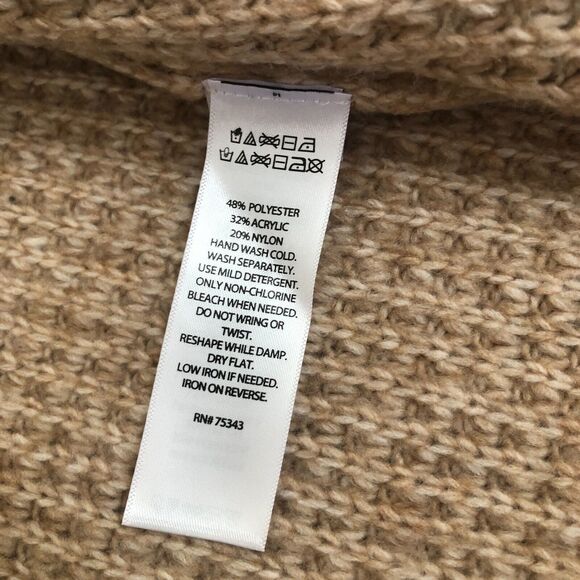 48% POLYESTER
32% ACRYLIC
20% NYLON
HAND WASH COLD.
WASH SEPARATELY.
USE MILD DETERGENT.
ONLY NON-CHLORINE
BLEACH WHEN NEEDED.
DO NOT WRING OR
TWIST.
RESHAPE WHILE DAMP.
DRY FLAT.
LOW IRON IF NEEDED.
IRON ON REVERSE.
RN# 75343